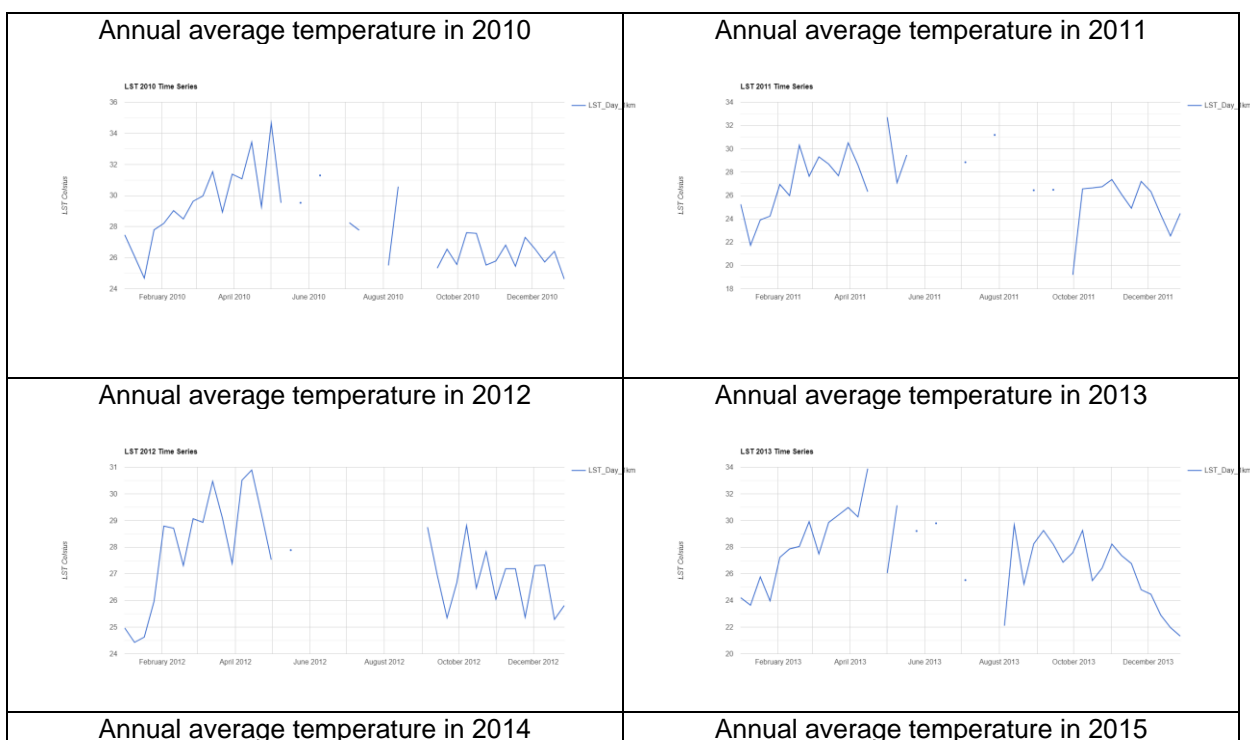 Annual average temperature in 2010
LST 2010 Time Series
LST_Day_1km
36
34
32
30
28
26
24
LST Celsius
February 2010 April 2010 June 2010 August 2010 October 2010 December 2010
Annual average temperature in 2011
LST 2011 Time Series
LST_Day_1km
34
32
30
28
26
24
22
20
18
LST Celsius
February 2011 April 2011 June 2011 August 2011 October 2011 December 2011
Annual average temperature in 2012
LST 2012 Time Series
LST_Day_1km
31
30
29
28
27
26
25
24
LST Celsius
February 2012 April 2012 June 2012 August 2012 October 2012 December 2012
Annual average temperature in 2013
LST 2013 Time Series
LST_Day_1km
34
32
30
28
26
24
22
20
LST Celsius
February 2013 April 2013 June 2013 August 2013 October 2013 December 2013
Annual average temperature in 2014
Annual average temperature in 2015